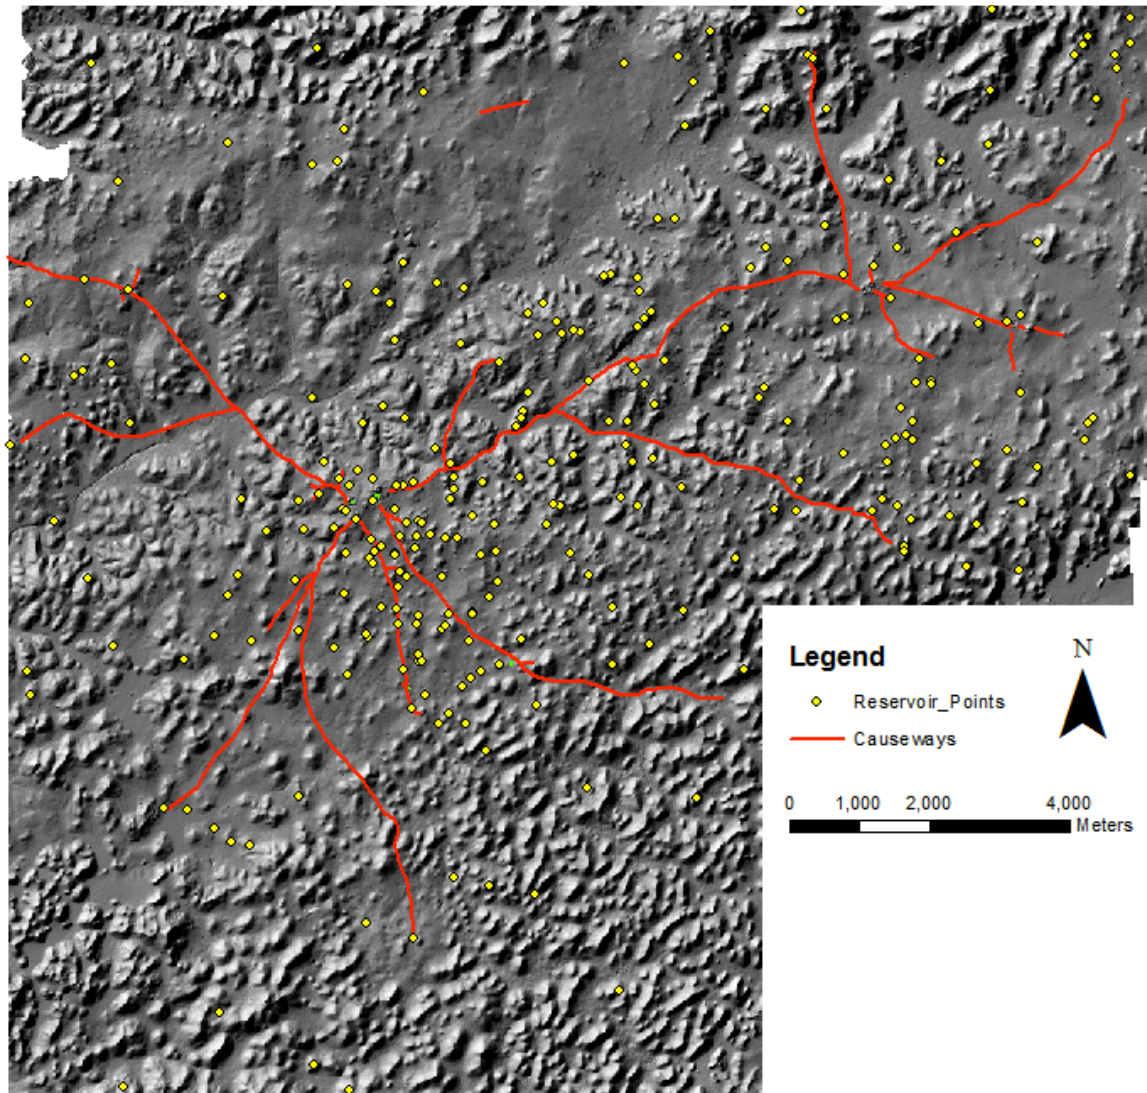 Legend
N
Reservoir_Points
Causeways
0 1,000 2,000 4,000
Meters